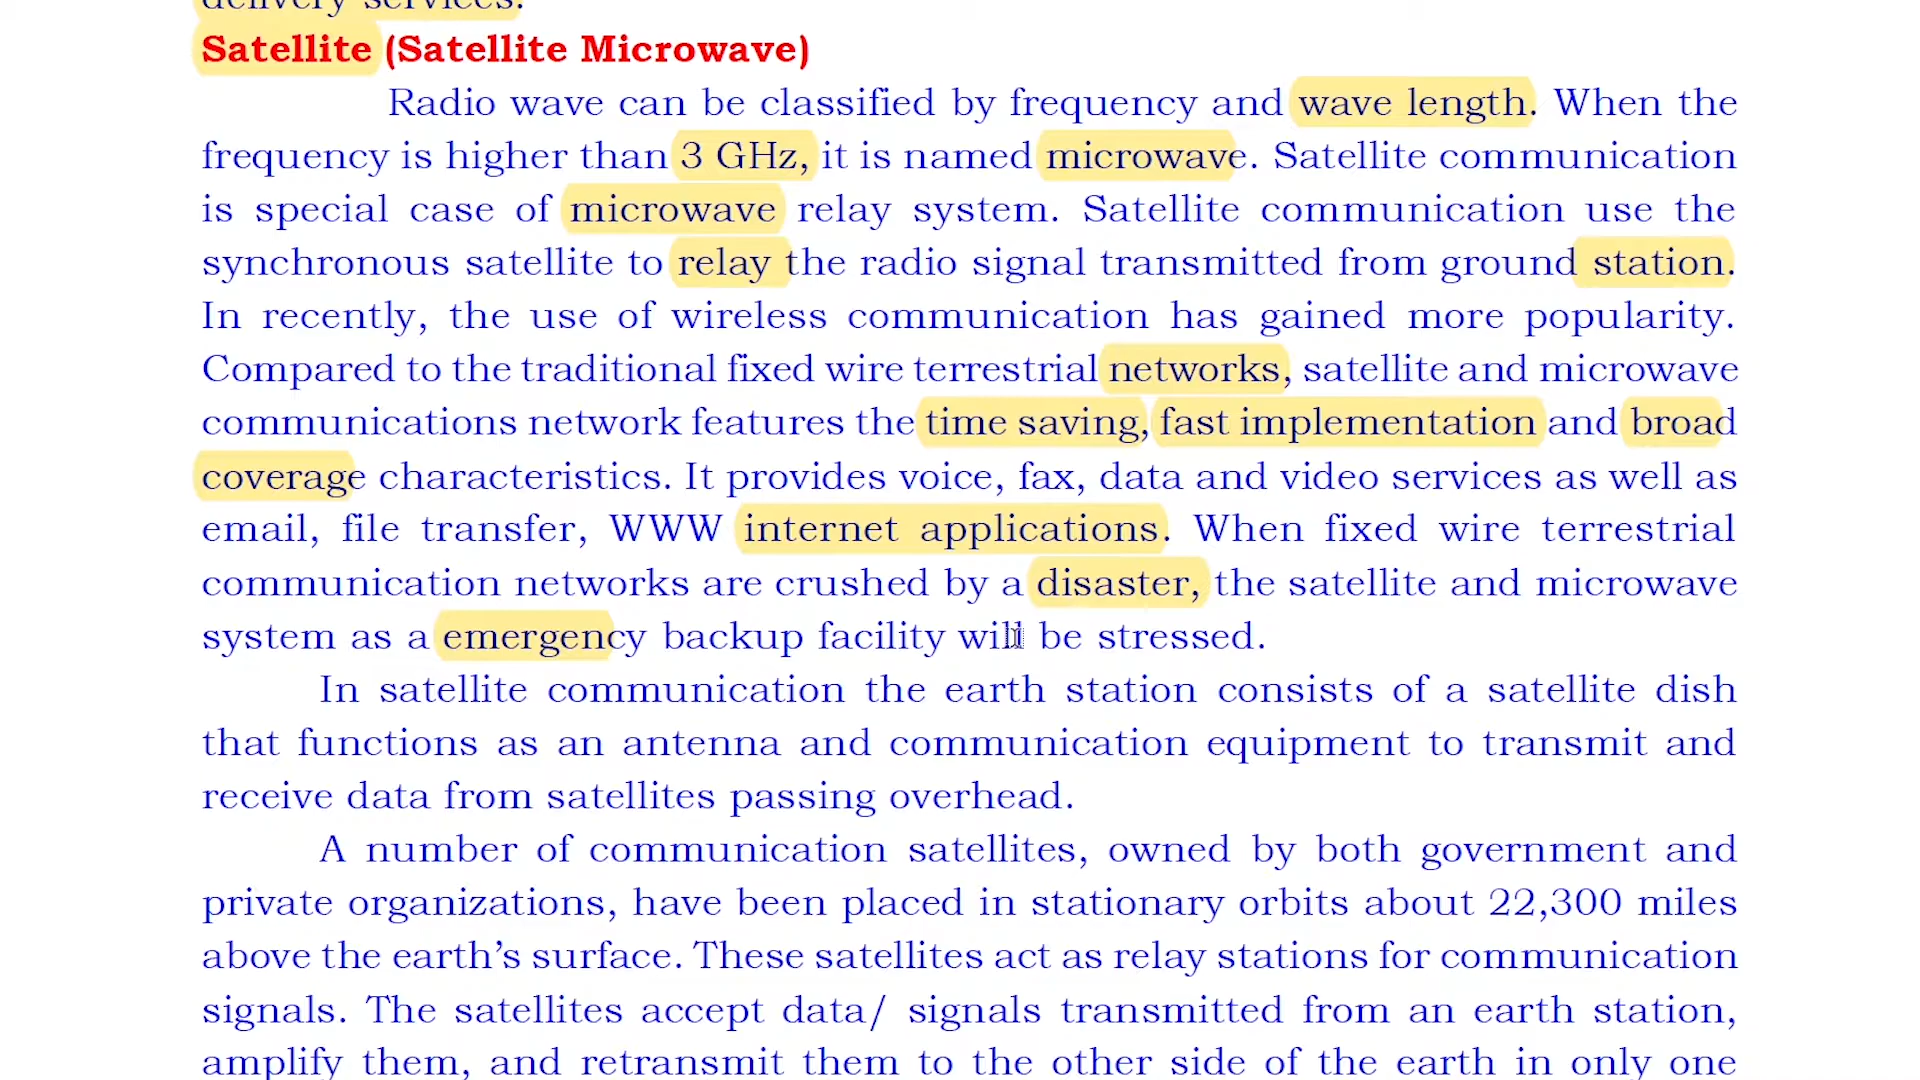 delivery services.
Satellite (Satellite Microwave)
Radio wave can be classified by frequency and wave length. When the
frequency is higher than 3 GHz, it is named microwave. Satellite communication
is special case of microwave relay system. Satellite communication use the
synchronous satellite to relay the radio signal transmitted from ground station.
In recently, the use of wireless communication has gained more popularity.
Compared to the traditional fixed wire terrestrial networks, satellite and microwave
communications network features the time saving, fast implementation and broad
coverage characteristics. It provides voice, fax, data and video services as well as
email, file transfer, WWW internet applications. When fixed wire terrestrial
communication networks are crushed by a disaster, the satellite and microwave
system as a emergency backup facility will be stressed.
In satellite communication the earth station consists of a satellite dish
that functions as an antenna and communication equipment to transmit and
receive data from satellites passing overhead.
A number of communication satellites, owned by both government and
private organizations, have been placed in stationary orbits about 22,300 miles
above the earth's surface. These satellites act as relay stations for communication
signals. The satellites accept data/ signals transmitted from an earth station,
amplify them, and retransmit them to the other side of the earth in only one